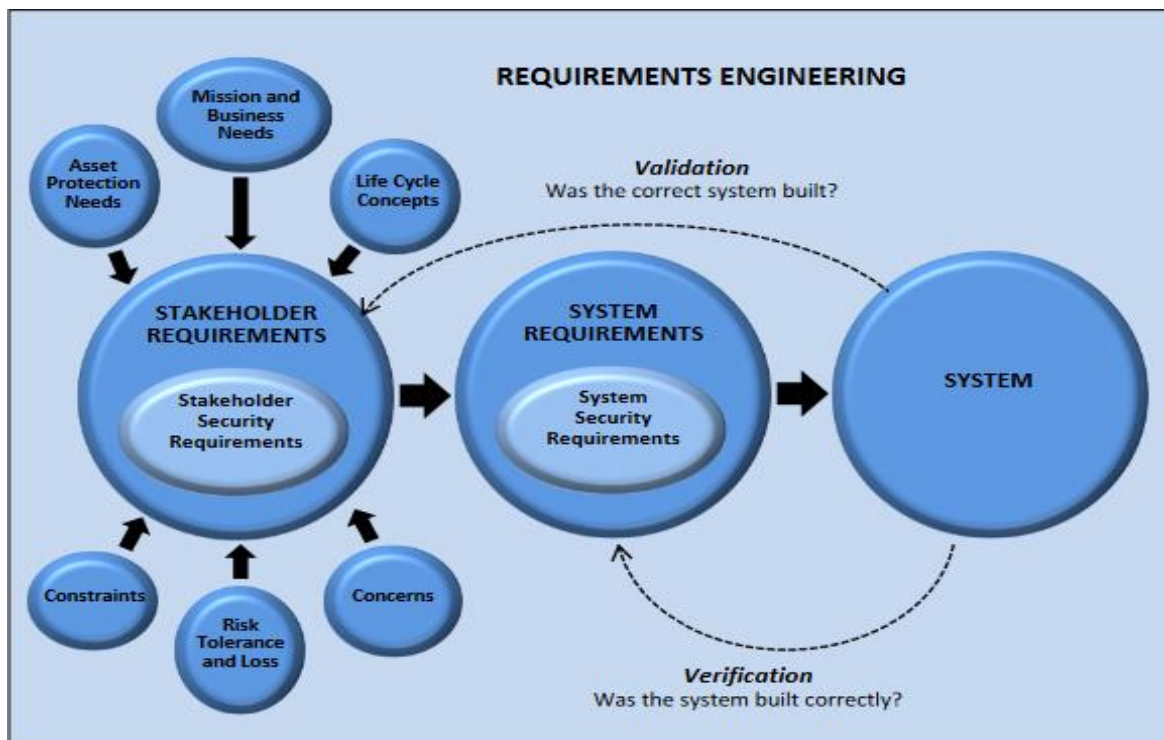 REQUIREMENTS ENGINEERING
Mission and
Business
Needs
Asset
Protection
Needs
Life Cycle
Concepts
Validation
Was the correct system built?
STAKEHOLDER
REQUIREMENTS
Stakeholder
Security
Requirements
SYSTEM
REQUIREMENTS
System
Security
Requirements
SYSTEM
Constraints
Risk
Tolerance
and Loss
Concerns
Verification
Was the system built correctly?